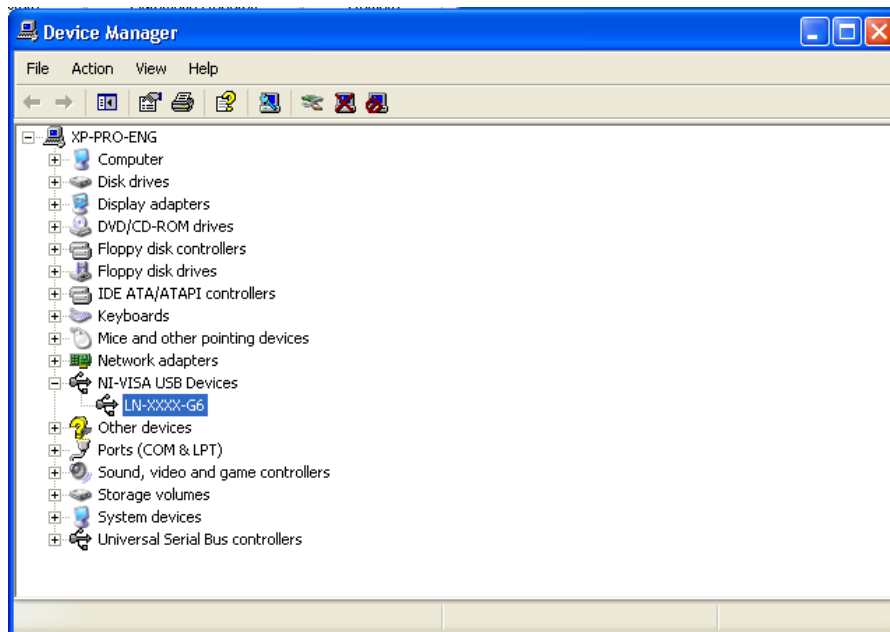 Device Manager
File Action View Help
XP-PRO-ENG
Computer
Disk drives
Display adapters
DVD/CD-ROM drives
Floppy disk controllers
Floppy disk drives
IDE ATA/ATAPI controllers
Keyboards
Mice and other pointing devices
Network adapters
NI-VISA USB Devices
LN-XXXX-G6
Other devices
Ports (COM & LPT)
Sound, video and game controllers
Storage volumes
System devices
Universal Serial Bus controllers